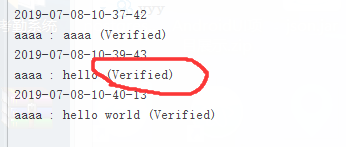 2019-07-08-10-37-42
aaaa : aaaa (Verified)
2019-07-08-10-39-43
aaaa : hello (Verified)
2019-07-08-10-40-13
aaaa : hello world (Verified)